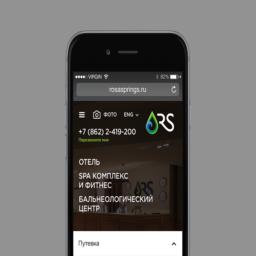 VIRGIN
82%
rosasprings.ru
ФОТО
ENG
RS
+7 (862) 2-419-200
Перезвоните мне
ОТЕЛЬ
SPA КОМПЛЕКС
И ФИТНЕС
БАЛЬНЕОЛОГИЧЕСКИЙ
ЦЕНТР
Путевка